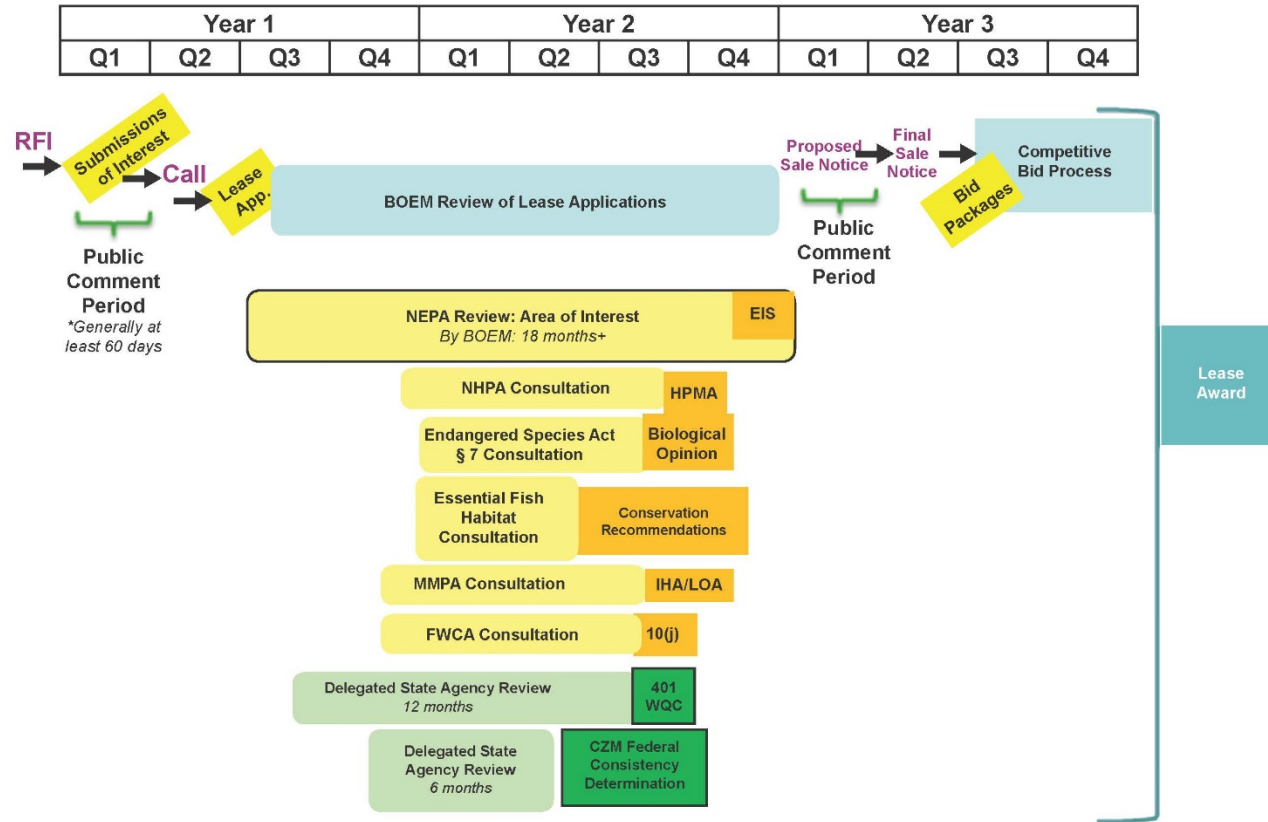 Year 1 Year 2 Year 3
Q1 Q2 Q3 Q4 Q1 Q2 Q3 Q4 Q1 Q2 Q3 Q4
RFI
Submissions
of Interest
Call
Lease
App.
BOEM Review of Lease Applications
Proposed
Sale Notice
Final
Sale
Notice
Bid
Packages
Competitive
Bid Process
Public
Comment
Period
*Generally at
least 60 days
Public
Comment
Period
NEPA Review: Area of Interest
By BOEM: 18 months+
EIS
Lease
Award
NHPA Consultation
HPMA
Endangered Species Act
§ 7 Consultation
Biological
Opinion
Essential Fish
Habitat
Consultation
Conservation
Recommendations
MMPA Consultation
IHA/LOA
FWCA Consultation
10(j)
Delegated State Agency Review
12 months
401
WQC
Delegated State
Agency Review
6 months
CZM Federal
Consistency
Determination